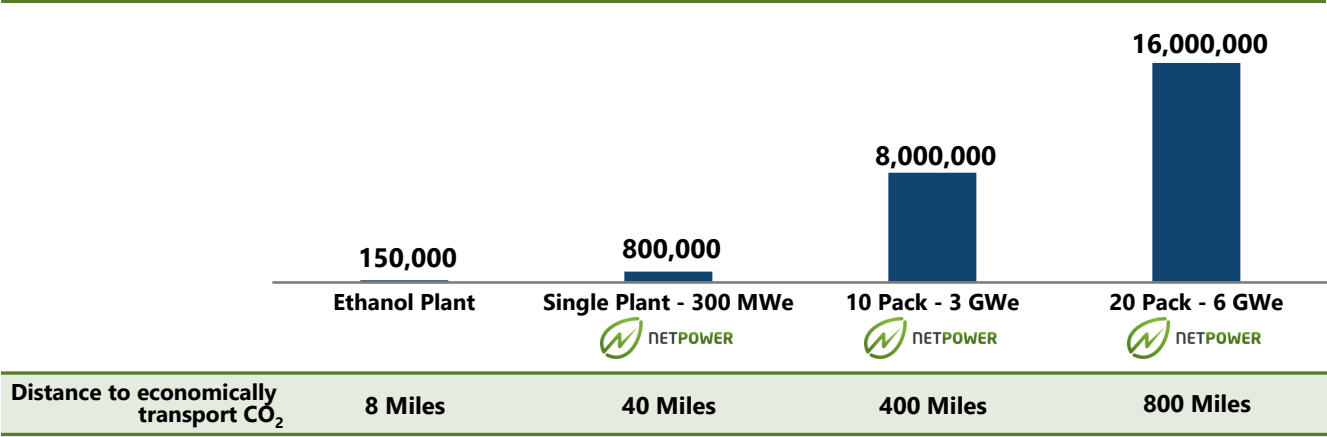 16,000,000
8,000,000
800,000
150,000
Ethanol Plant
Single Plant - 300 MWe
10 Pack - 3 GWe
20 Pack - 6 GWe
NETPOWER
NETPOWER
NETPOWER
Distance to economically
transport CO₂
8 Miles
40 Miles
400 Miles
800 Miles